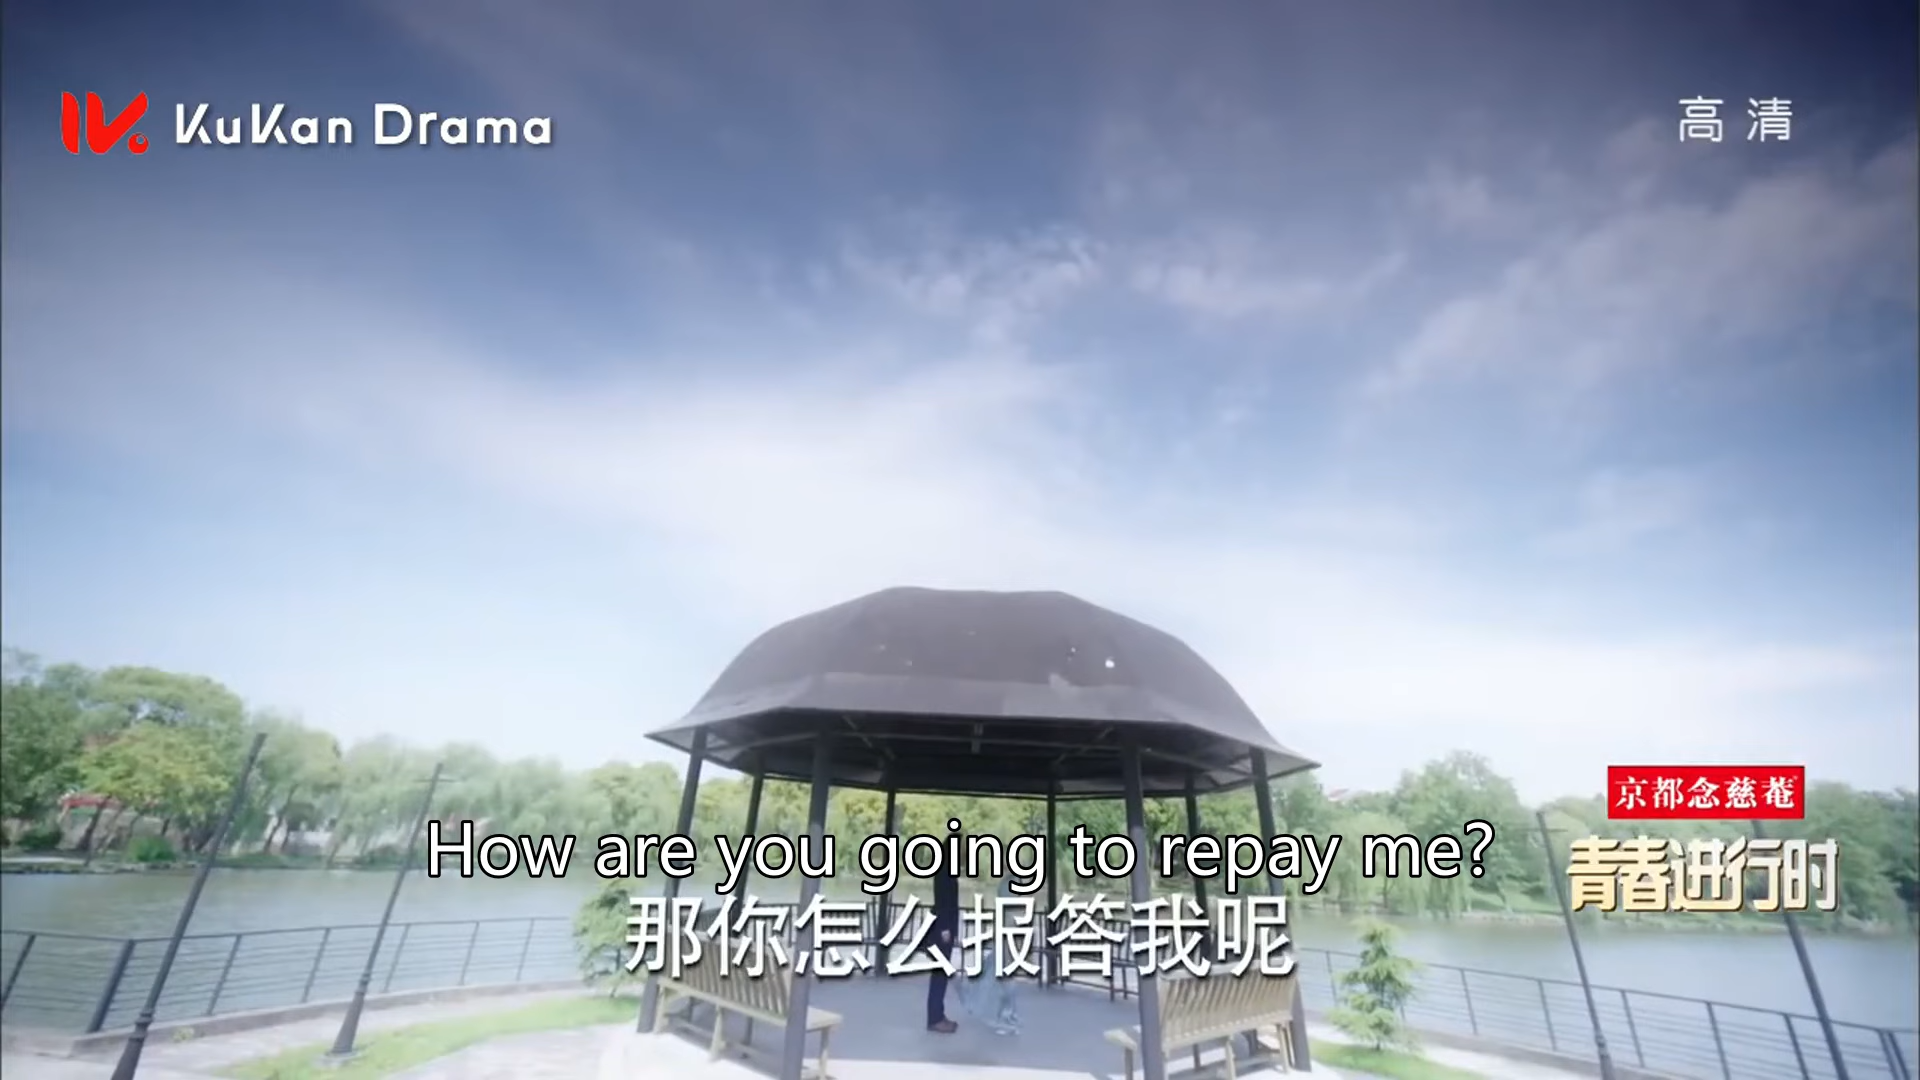 KuKan Drama
高清
京都念慈菴
青春进行时
How are you going to repay me?
那你怎么报答我呢